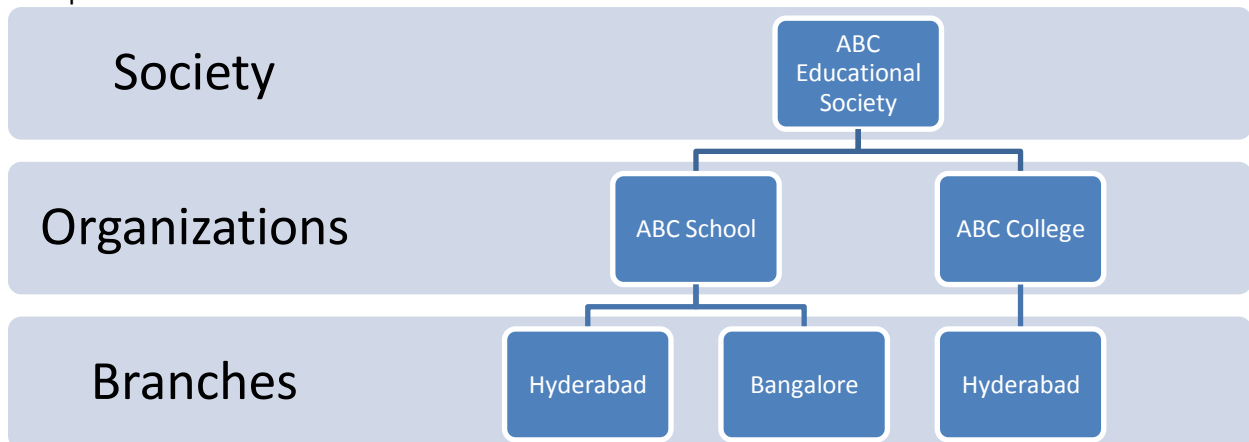 Society
ABC
Educational
Society
Organizations
ABC School
ABC College
Branches
Hyderabad
Bangalore
Hyderabad